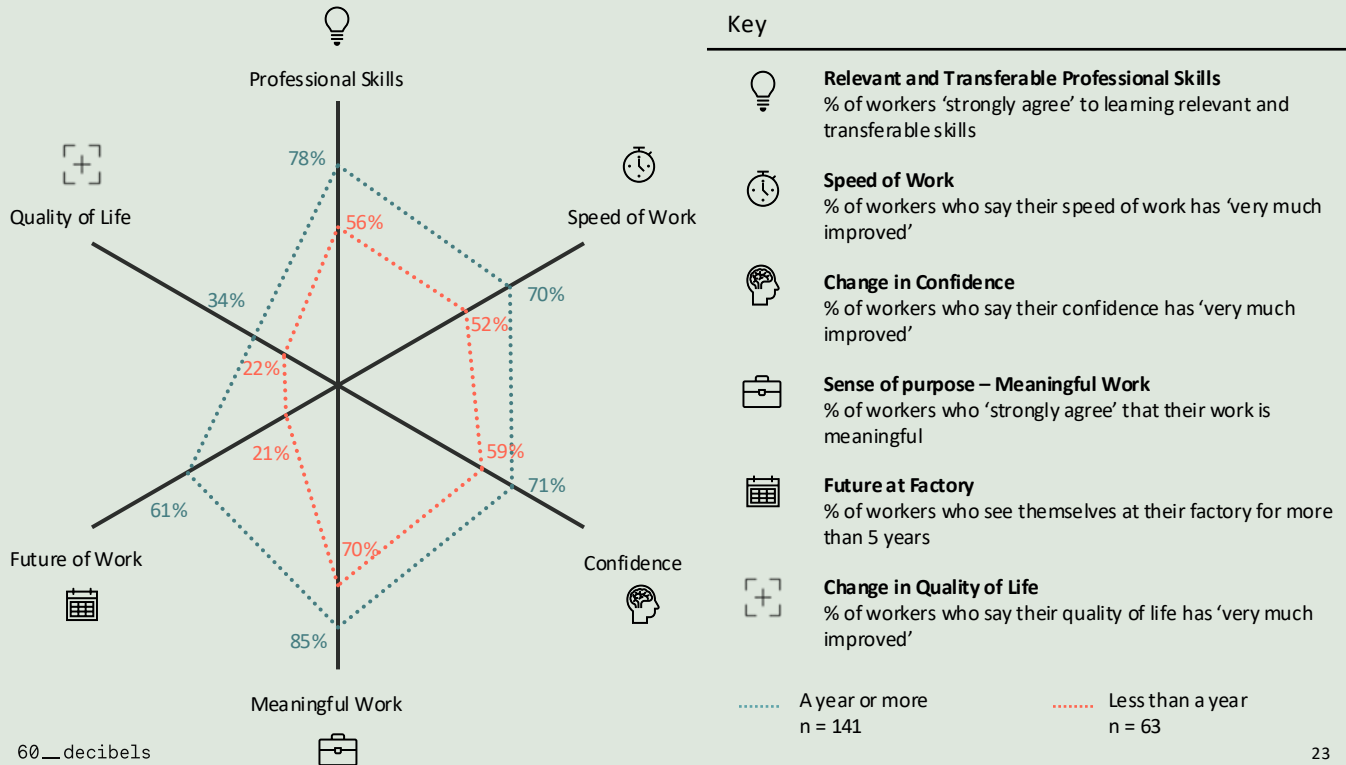 Professional Skills
Quality of Life
Speed of Work
78%
56%
34%
70%
52%
22%
21%
59%
71%
61%
70%
Future of Work
Confidence
85%
Meaningful Work
60__decibels
Key
Relevant and Transferable Professional Skills
% of workers ‘strongly agree’ to learning relevant and
transferable skills
Speed of Work
% of workers who say their speed of work has ‘very much
improved’
Change in Confidence
% of workers who say their confidence has ‘very much
improved’
Sense of purpose – Meaningful Work
% of workers who ‘strongly agree’ that their work is
meaningful
Future at Factory
% of workers who see themselves at their factory for more
than 5 years
Change in Quality of Life
% of workers who say their quality of life has ‘very much
improved’
A year or more
n = 141
Less than a year
n = 63
23